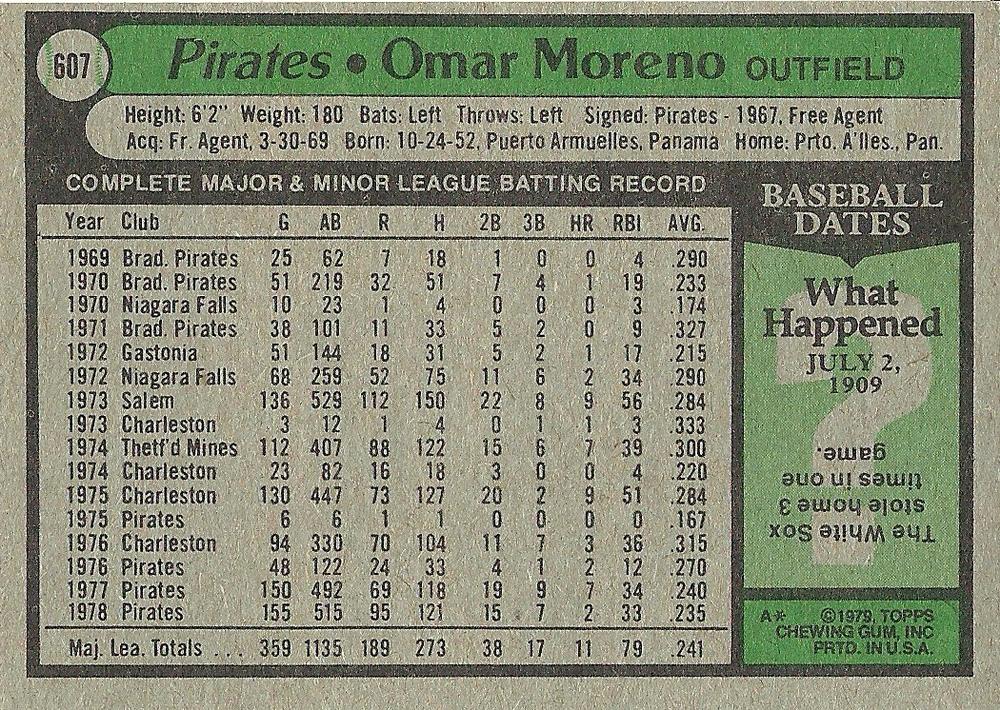 607
Pirates • Omar Moreno OUTFIELD
Height: 6'2" Weight: 180 Bats: Left Throws: Left Signed: Pirates - 1967, Free Agent
Acq: Fr. Agent, 3-30-69 Born: 10-24-52, Puerto Armuelles, Panama Home: Prto. A'lles., Pan.
COMPLETE MAJOR & MINOR LEAGUE BATTING RECORD
Year Club G AB R H 2B 3B HR RBI AVG.
1969 Brad. Pirates 25 62 7 18 1 0 0 4 .290
1970 Brad. Pirates 51 219 32 51 7 4 1 19 .233
1970 Niagara Falls 10 23 1 4 0 0 0 3 .174
1971 Brad. Pirates 38 101 11 33 5 2 0 9 .327
1972 Gastonia 51 144 18 31 5 2 1 17 .215
1972 Niagara Falls 68 259 52 75 11 6 2 34 .290
1973 Salem 136 529 112 150 22 8 9 56 .284
1973 Charleston 3 12 1 4 0 1 1 3 .333
1974 Thetf'd Mines 112 407 88 122 15 6 7 39 .300
1974 Charleston 23 82 16 18 3 0 0 4 .220
1975 Charleston 130 447 73 127 20 2 9 51 .284
1975 Pirates 6 6 1 1 0 0 0 0 .167
1976 Charleston 94 330 70 104 11 7 3 36 .315
1976 Pirates 48 122 24 33 4 1 2 12 .270
1977 Pirates 150 492 69 118 19 9 7 34 .240
1978 Pirates 155 515 95 121 15 7 2 33 .235
Maj. Lea. Totals . . . 359 1135 189 273 38 17 11 79 .241
BASEBALL
DATES
What
Happened
JULY 2,
1909
The White Sox
stole home 3
times in one
game.
A* ©1979, TOPPS
CHEWING GUM, INC
PRTD. IN U.S.A.